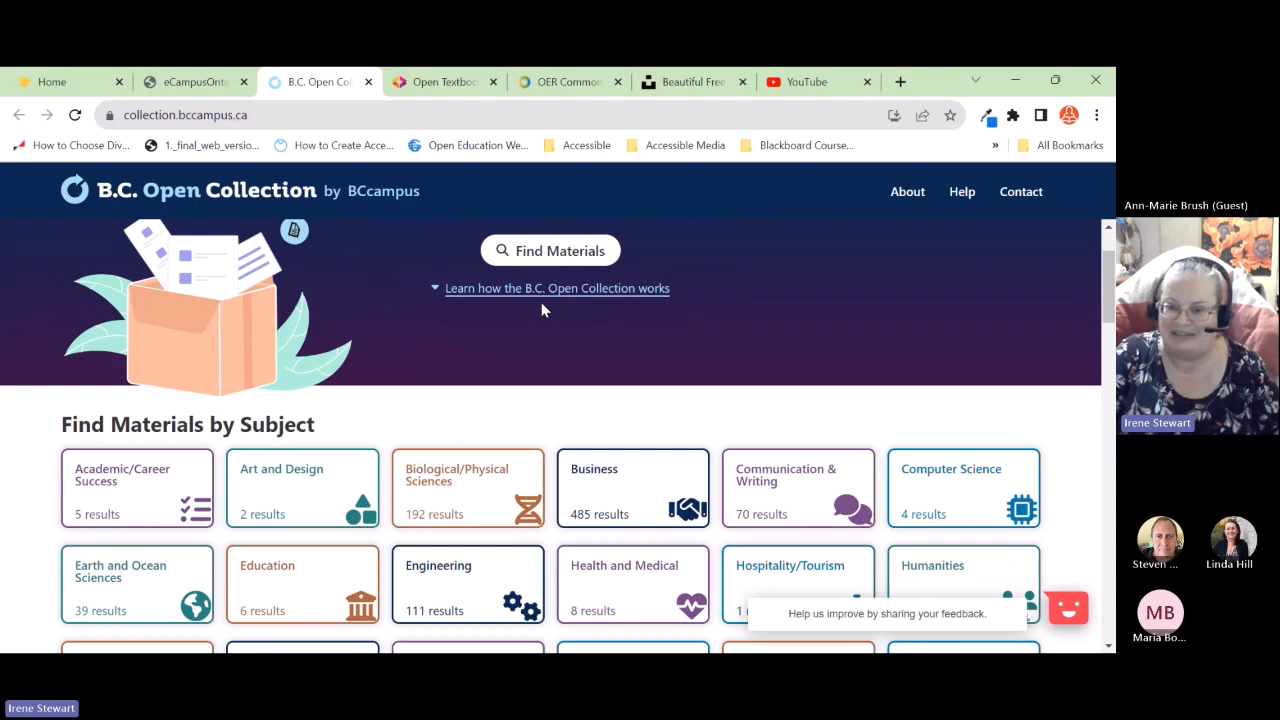 Home
eCampusOnta
B.C. Open Col
Open Textboo
OER Common
Beautiful Free
YouTube
collection.bccampus.ca
How to Choose Div...
1._final_web_versio...
How to Create Acce...
Open Education We...
Accessible
Accessible Media
Blackboard Course...
»
All Bookmarks
B.C. Open Collection by BCcampus
About
Help
Contact
Find Materials
Learn how the B.C. Open Collection works
Find Materials by Subject
Academic/Career
Success
5 results
Art and Design
2 results
Biological/Physical
Sciences
192 results
Business
485 results
Communication &
Writing
70 results
Computer Science
4 results
Earth and Ocean
Sciences
39 results
Education
6 results
Engineering
111 results
Health and Medical
8 results
Hospitality/Tourism
Humanities
Help us improve by sharing your feedback.
Ann-Marie Brush (Guest)
Irene Stewart
Steven ...
Linda Hill
MB
Maria Bo...
Irene Stewart